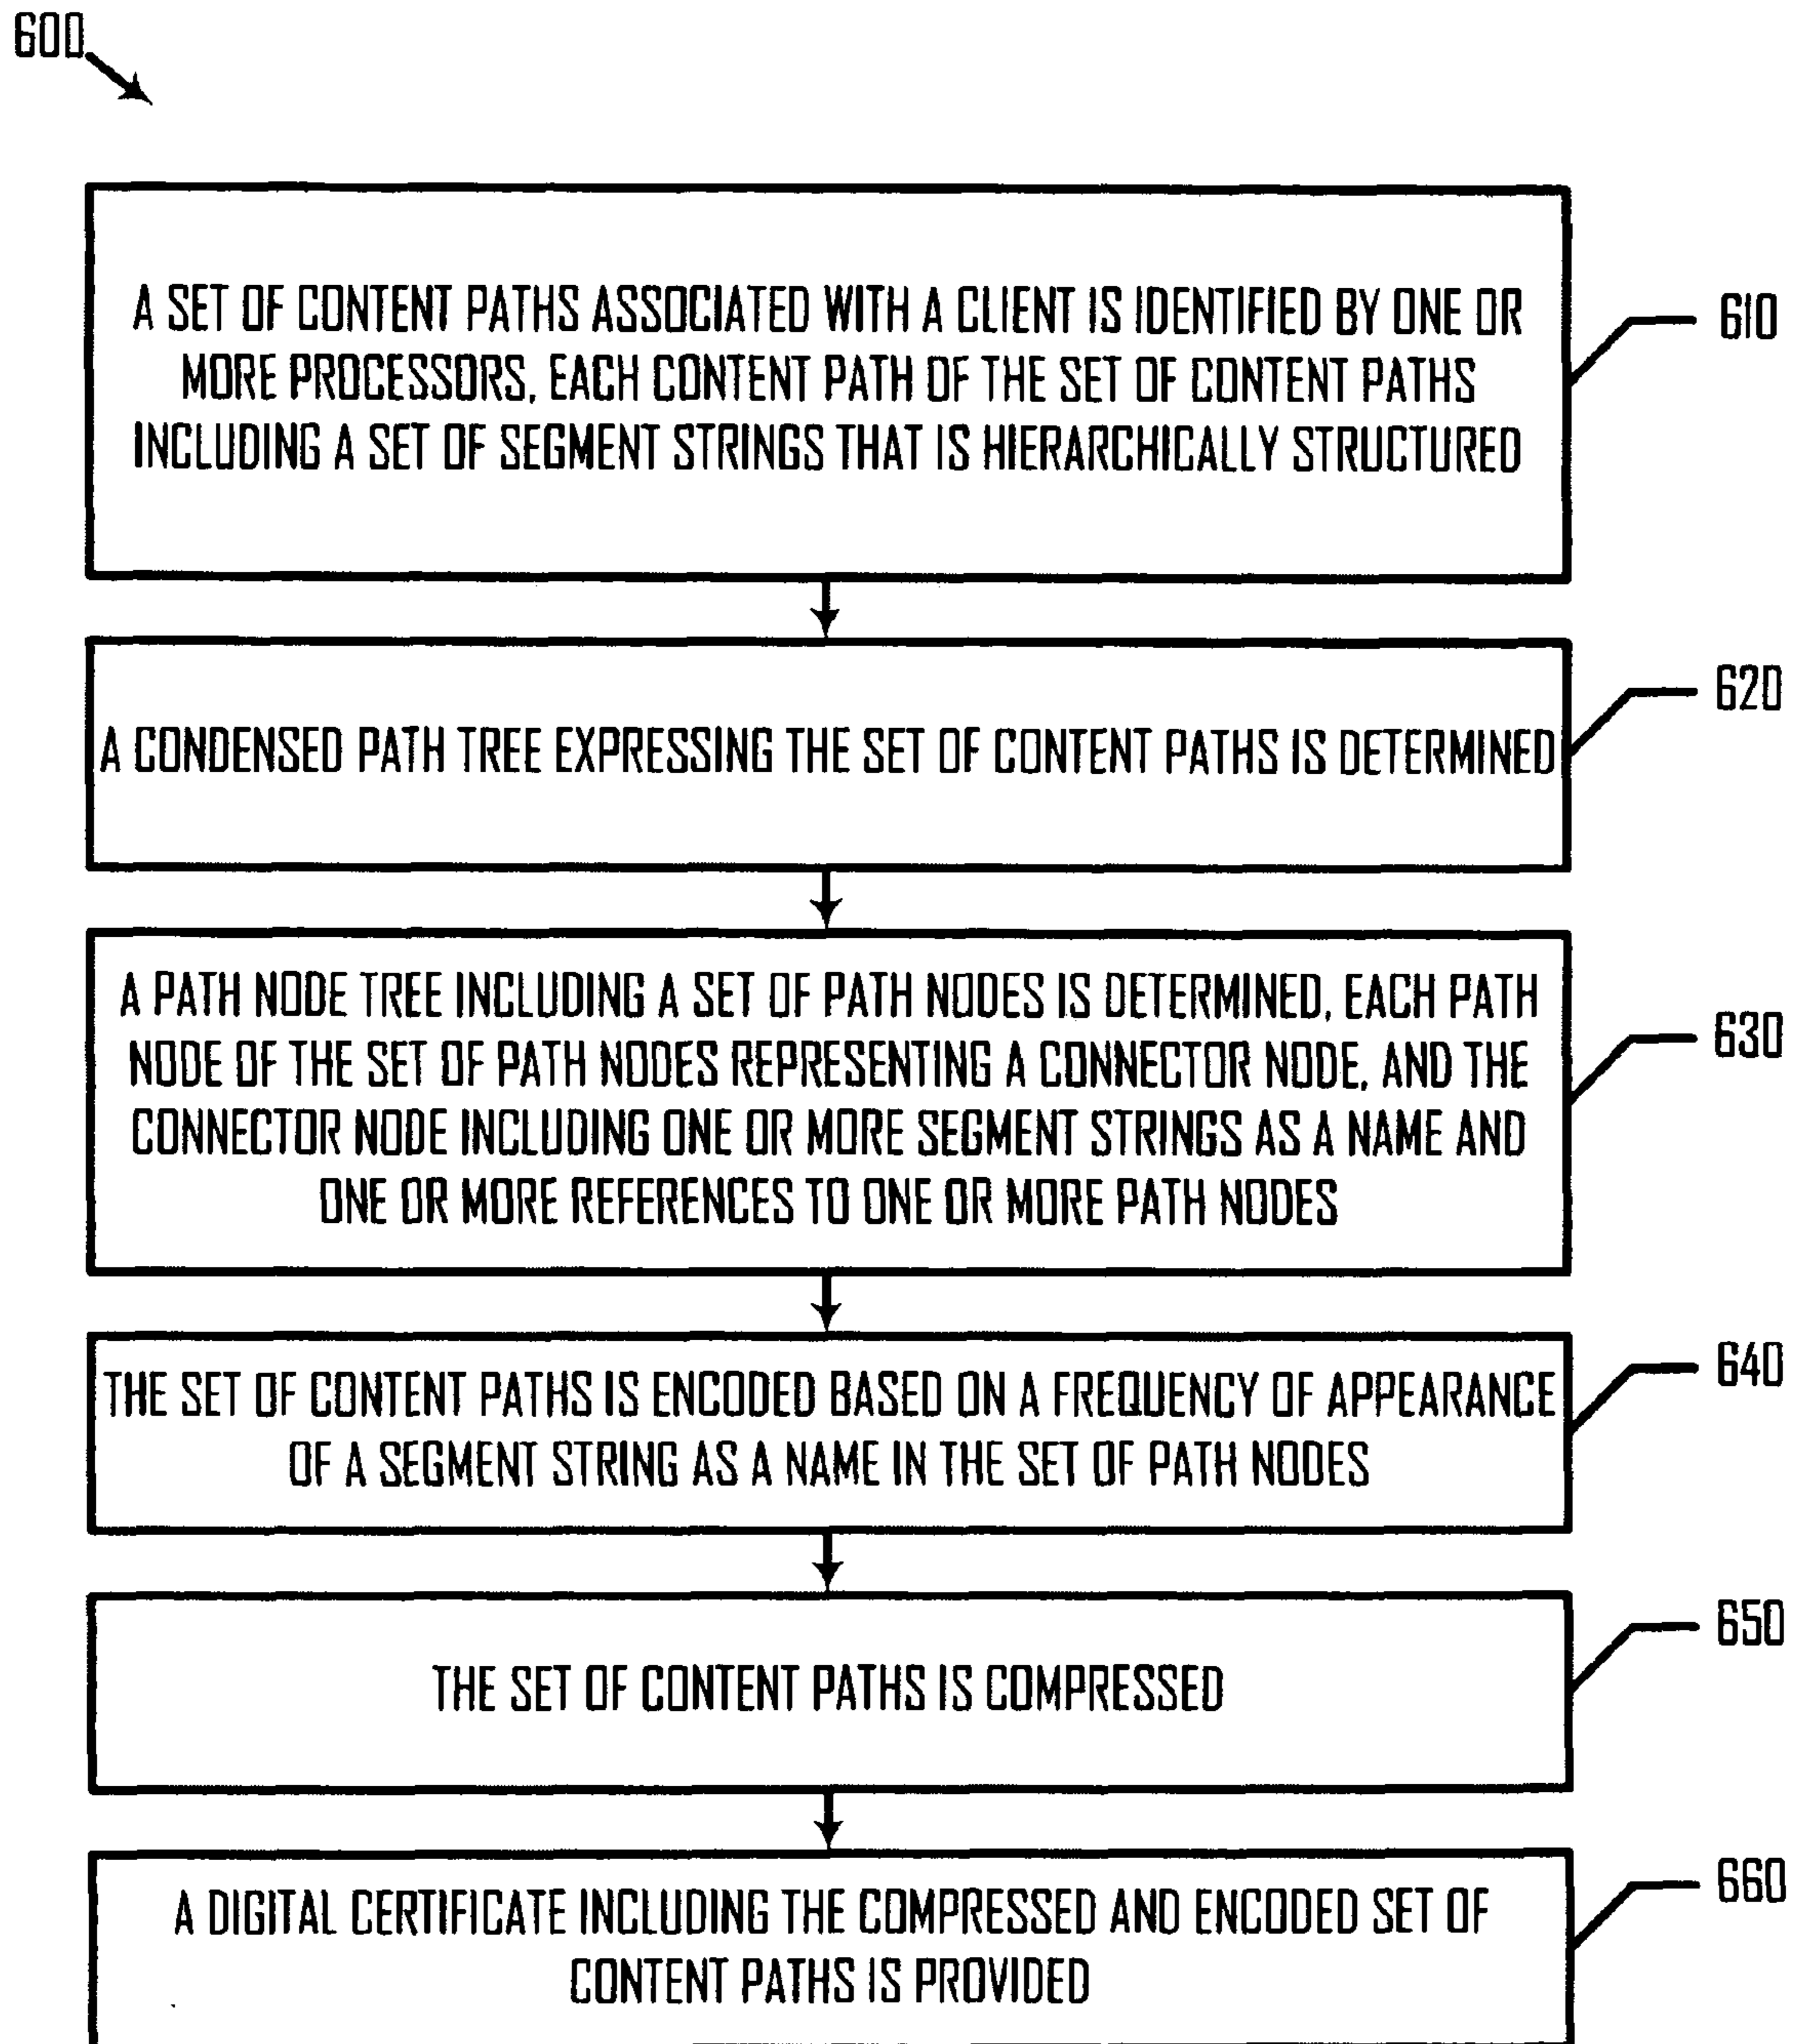 600
A SET OF CONTENT PATHS ASSOCIATED WITH A CLIENT IS IDENTIFIED BY ONE OR
MORE PROCESSORS, EACH CONTENT PATH OF THE SET OF CONTENT PATHS
INCLUDING A SET OF SEGMENT STRINGS THAT IS HIERARCHICALLY STRUCTURED
610
A CONDENSED PATH TREE EXPRESSING THE SET OF CONTENT PATHS IS DETERMINED
620
A PATH NODE TREE INCLUDING A SET OF PATH NODES IS DETERMINED, EACH PATH
NODE OF THE SET OF PATH NODES REPRESENTING A CONNECTOR NODE, AND THE
CONNECTOR NODE INCLUDING ONE OR MORE SEGMENT STRINGS AS A NAME AND
ONE OR MORE REFERENCES TO ONE OR MORE PATH NODES
630
THE SET OF CONTENT PATHS IS ENCODED BASED ON A FREQUENCY OF APPEARANCE
OF A SEGMENT STRING AS A NAME IN THE SET OF PATH NODES
640
THE SET OF CONTENT PATHS IS COMPRESSED
650
A DIGITAL CERTIFICATE INCLUDING THE COMPRESSED AND ENCODED SET OF
CONTENT PATHS IS PROVIDED
660